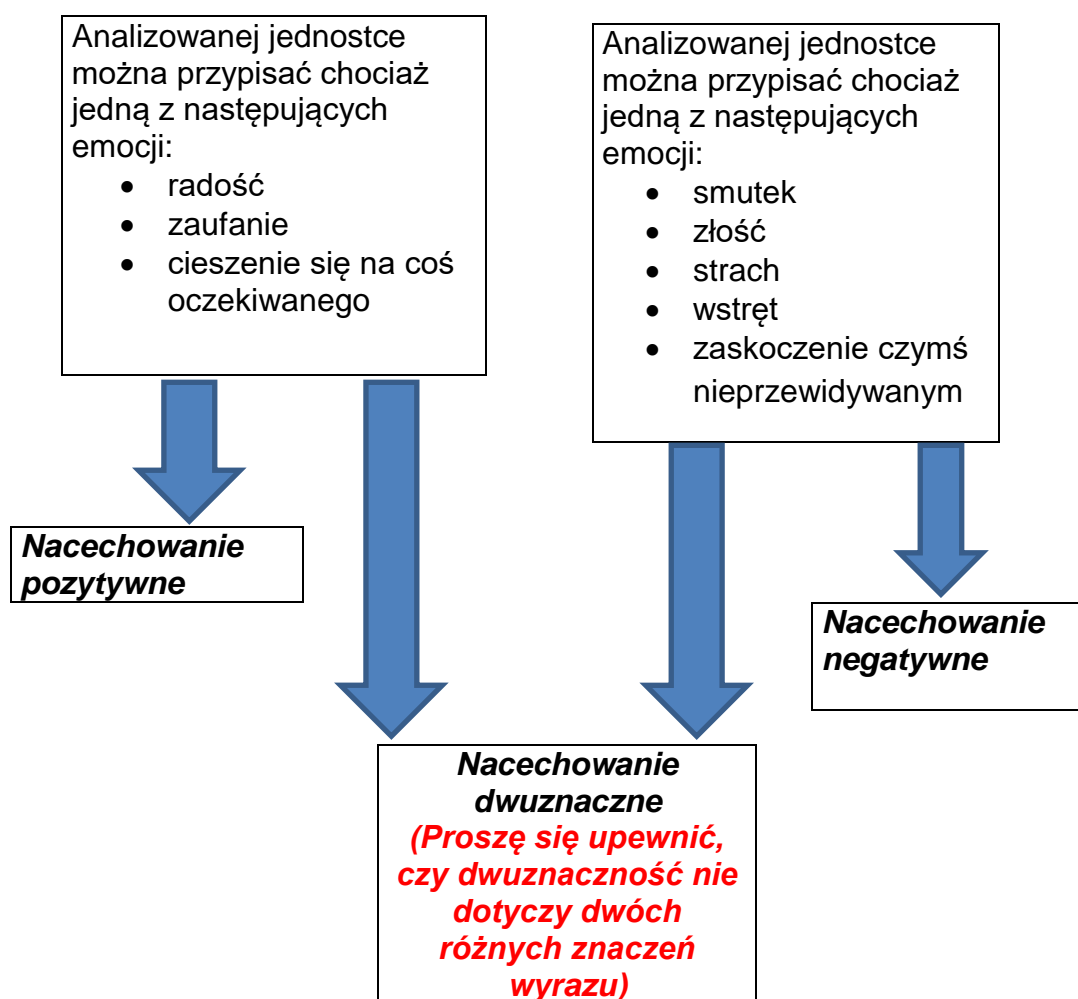 Analizowanej jednostce
można przypisać chociaż
jedną z następujących
emocji:
• radość
• zaufanie
• cieszenie się na coś
oczekiwanego
Analizowanej jednostce
można przypisać chociaż
jedną z następujących
emocji:
• smutek
• złość
• strach
• wstręt
• zaskoczenie czymś
nieprzewidywanym
Nacechowanie
pozytywne
Nacechowanie
negatywne
Nacechowanie
dwuznaczne
(Proszę się upewnić,
czy dwuznaczność nie
dotyczy dwóch
różnych znaczeń
wyrazu)